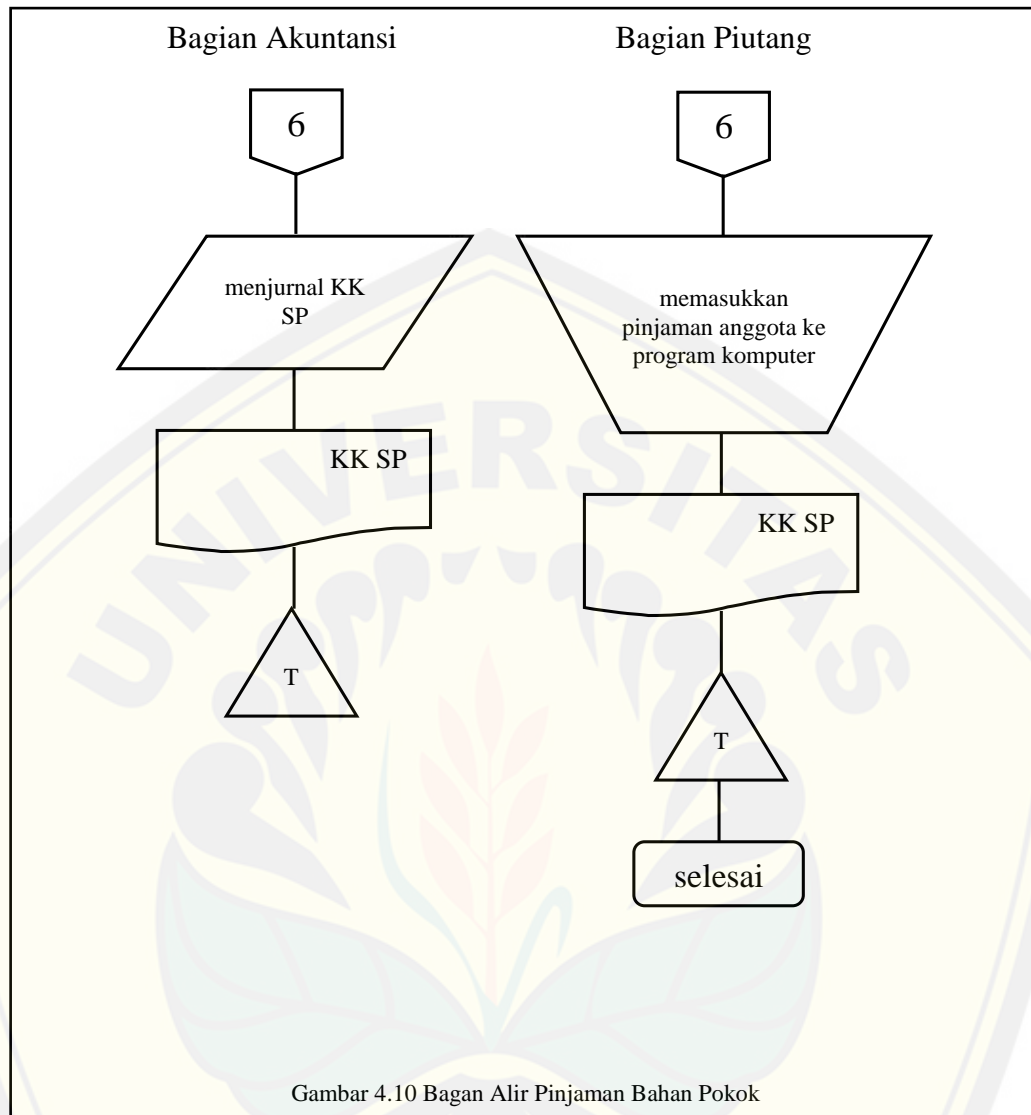 Bagian Akuntansi
Bagian Piutang
6
6
menjurnal KK
SP
memasukkan
pinjaman anggota ke
program komputer
KK SP
KK SP
T
T
selesai
UNIVERSITAS
Gambar 4.10 Bagan Alir Pinjaman Bahan Pokok